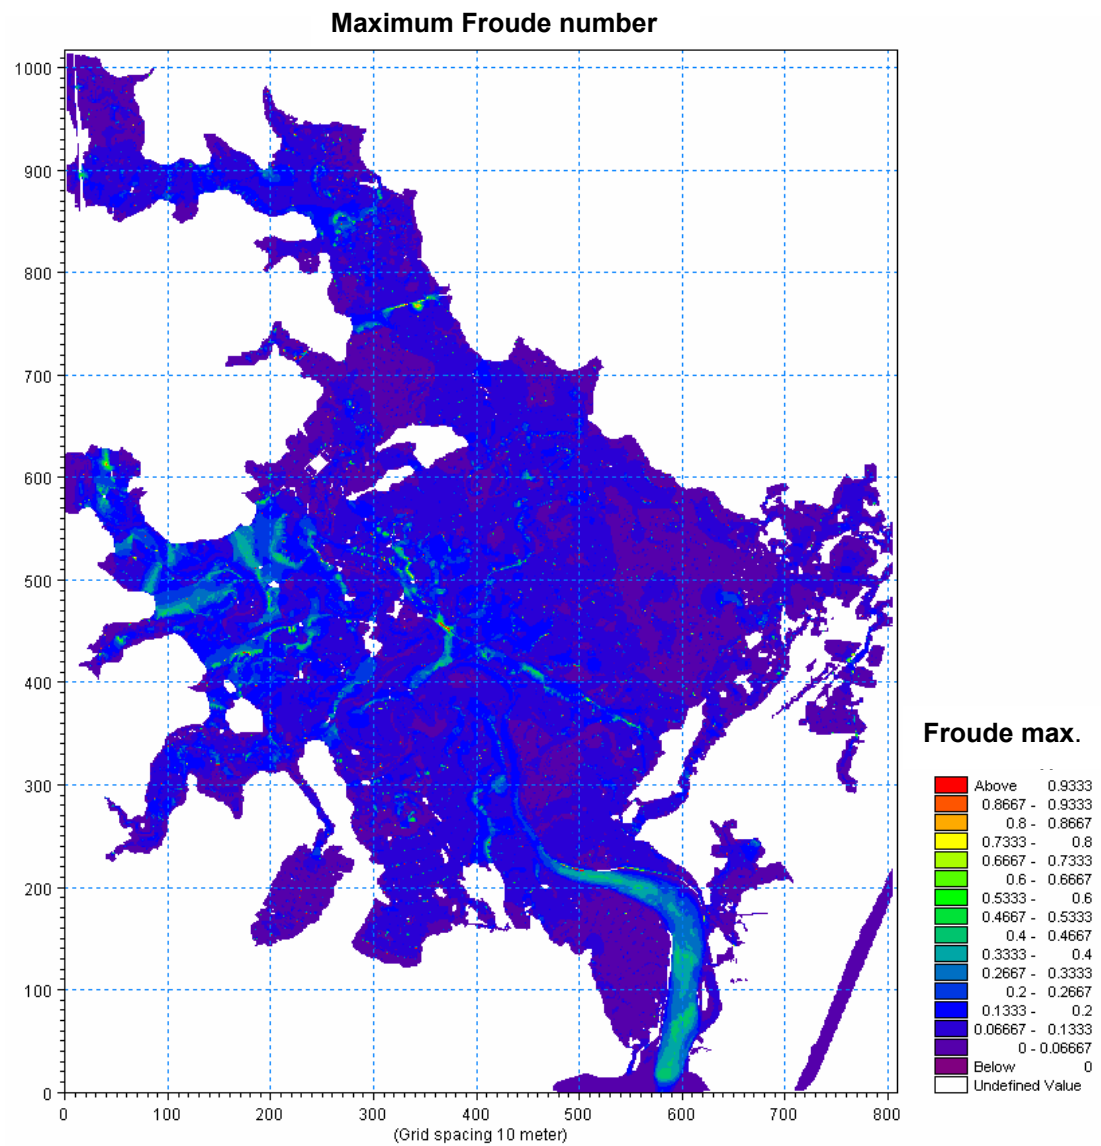 Maximum Froude number
1000
900
800
700
600
500
400
300
200
100
0
0 100 200 300 400 500 600 700 800
(Grid spacing 10 meter)
Froude max.
Above 0.9333
0.8667 - 0.9333
0.8 - 0.8667
0.7333 - 0.8
0.6667 - 0.7333
0.6 - 0.6667
0.5333 - 0.6
0.4667 - 0.5333
0.4 - 0.4667
0.3333 - 0.4
0.2667 - 0.3333
0.2 - 0.2667
0.1333 - 0.2
0.06667 - 0.1333
0 - 0.06667
Below 0
Undefined Value